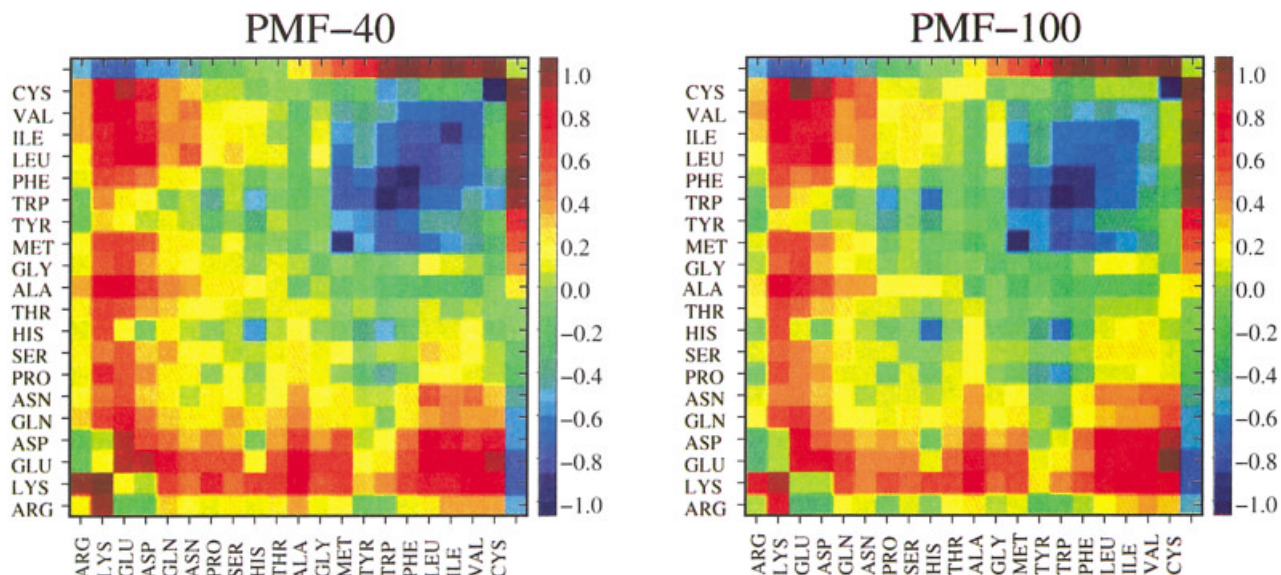 PMF−40
CYS
VAL
ILE
LEU
PHE
TRP
TYR
MET
GLY
ALA
THR
HIS
SER
PRO
ASN
GLN
ASP
GLU
LYS
ARG
ARG
LYS
GLU
ASP
GLN
ASN
PRO
SER
HIS
THR
ALA
GLY
MET
TYR
TRP
PHE
LEU
ILE
VAL
CYS
1.0
0.8
0.6
0.4
0.2
0.0
−0.2
−0.4
−0.6
−0.8
−1.0
PMF−100
CYS
VAL
ILE
LEU
PHE
TRP
TYR
MET
GLY
ALA
THR
HIS
SER
PRO
ASN
GLN
ASP
GLU
LYS
ARG
ARG
LYS
GLU
ASP
GLN
ASN
PRO
SER
HIS
THR
ALA
GLY
MET
TYR
TRP
PHE
LEU
ILE
VAL
CYS
1.0
0.8
0.6
0.4
0.2
0.0
−0.2
−0.4
−0.6
−0.8
−1.0